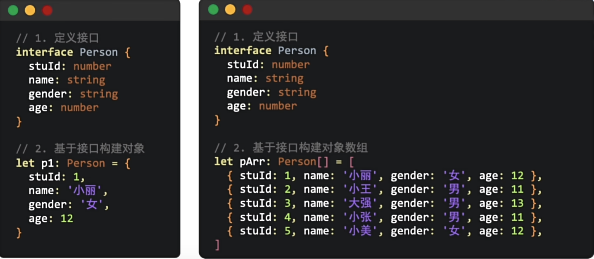 // 1. 定义接口
interface Person {
  stuId: number
  name: string
  gender: string
  age: number
}
// 2. 基于接口构建对象
let p1: Person = {
  stuId: 1,
  name: '小丽',
  gender: '女',
  age: 12
}
// 1. 定义接口
interface Person {
  stuId: number
  name: string
  gender: string
  age: number
}
// 2. 基于接口构建对象数组
let pArr: Person[] = [
  { stuId: 1, name: '小丽', gender: '女', age: 12 },
  { stuId: 2, name: '小王', gender: '男', age: 11 },
  { stuId: 3, name: '大强', gender: '男', age: 13 },
  { stuId: 4, name: '小张', gender: '男', age: 11 },
  { stuId: 5, name: '小美', gender: '女', age: 12 },
]